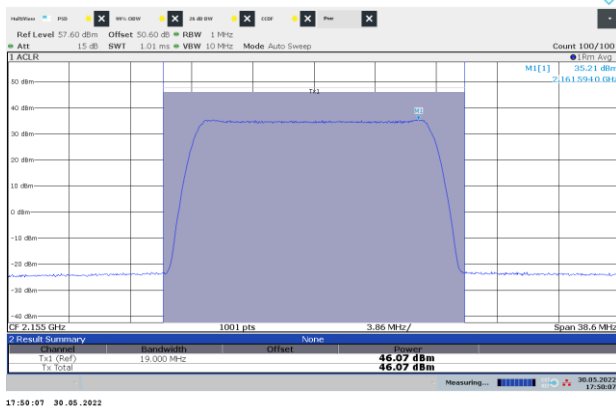 MultiView PSD 99% OBW 26 dB BW CCDF Pwr
Ref Level 57.60 dBm Offset 50.60 dB RBW 1 MHz
Att 15 dB SWT 1.01 ms VBW 10 MHz Mode Auto Sweep Count 100/100
1 ACLR 1Rm Avg
M1[1] 35.21 dBm
2.161 5940 GHz
50 dBm
Tx1
40 dBm
M1
30 dBm
20 dBm
10 dBm
0 dBm
-10 dBm
-20 dBm
-30 dBm
-40 dBm
CF 2.155 GHz 1001 pts 3.86 MHz/ Span 38.6 MHz
2 Result Summary None
Channel Bandwidth Offset Power
Tx1 (Ref) 19.000 MHz 46.07 dBm
Tx Total 46.07 dBm
Measuring... 30.05.2022
17:50:07
17:50:07 30.05.2022